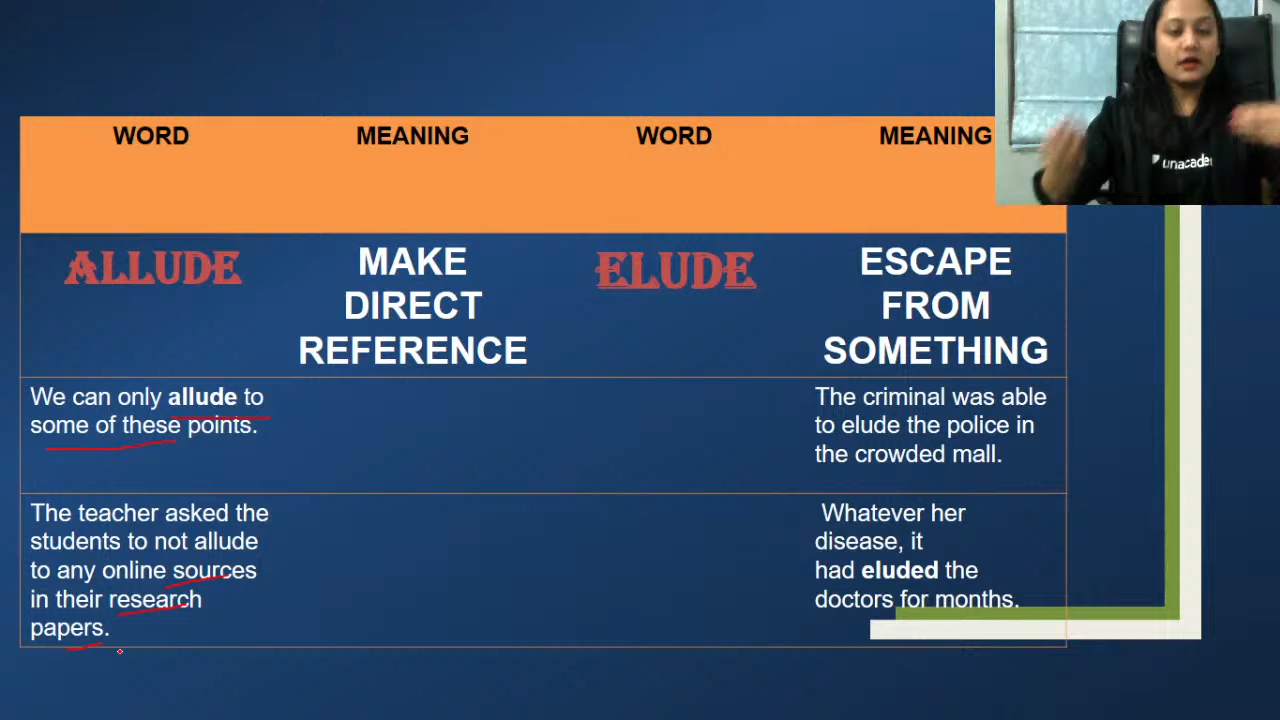 WORD MEANING WORD MEANING
unacade
ALLUDE
MAKE
DIRECT
REFERENCE
ELUDE
ESCAPE
FROM
SOMETHING
We can only allude to
some of these points.
The criminal was able
to elude the police in
the crowded mall.
The teacher asked the
students to not allude
to any online sources
in their research
papers.
Whatever her
disease, it
had eluded the
doctors for months.